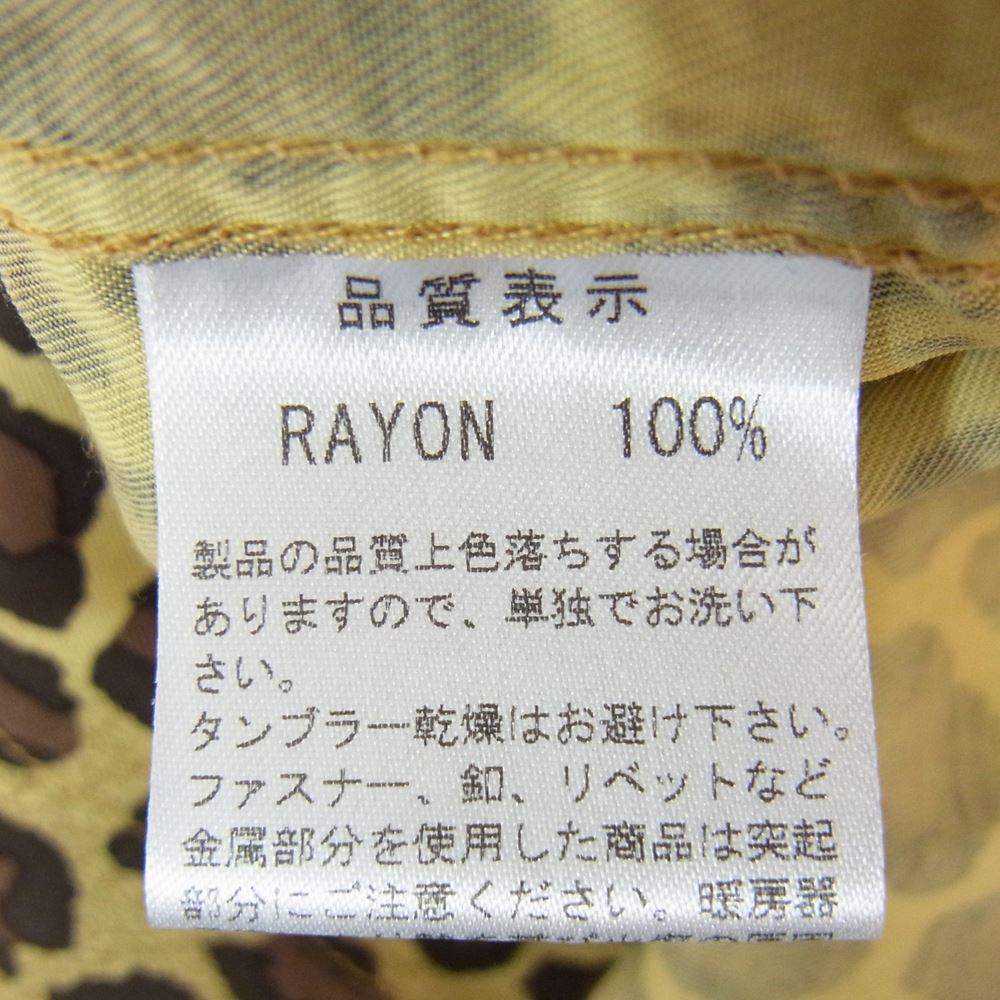 品質表示
RAYON 100%
製品の品質上色落ちする場合が
ありますので、単独でお洗い下
さい。
タンブラー乾燥はお避け下さい。
ファスナー、釦、リベットなど
金属部分を使用した商品は突起
部分にご注意ください。暖房器